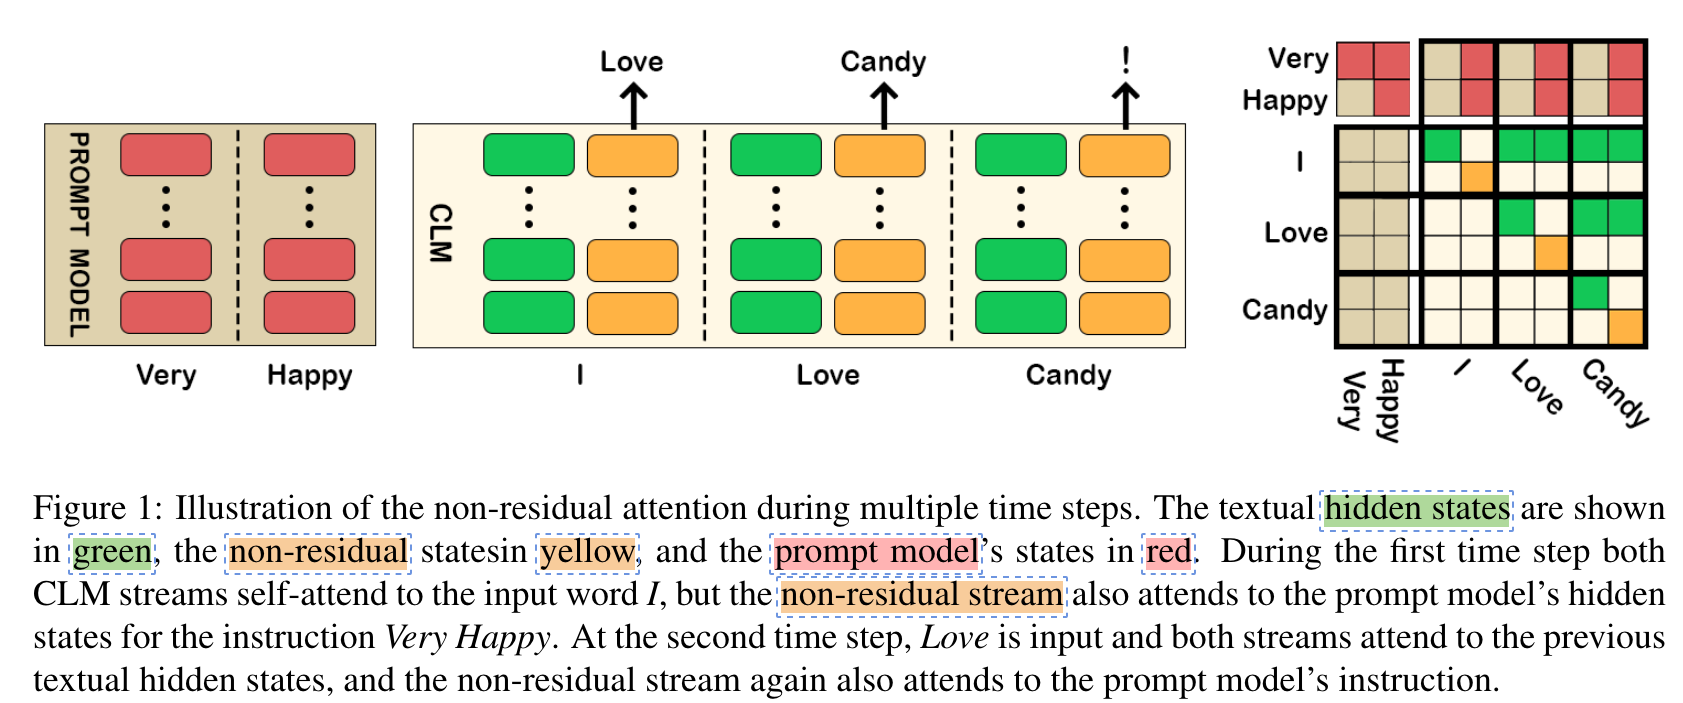 Love
Candy
!
PROMPT MODEL
CLM
Very
Happy
I
Love
Candy
Very
Happy
I
Love
Candy
Very
Happy
I
Love
Candy
Figure 1: Illustration of the non-residual attention during multiple time steps. The textual hidden states are shown
in green, the non-residual statesin yellow, and the prompt model's states in red. During the first time step both
CLM streams self-attend to the input word I, but the non-residual stream also attends to the prompt model's hidden
states for the instruction Very Happy. At the second time step, Love is input and both streams attend to the previous
textual hidden states, and the non-residual stream again also attends to the prompt model's instruction.